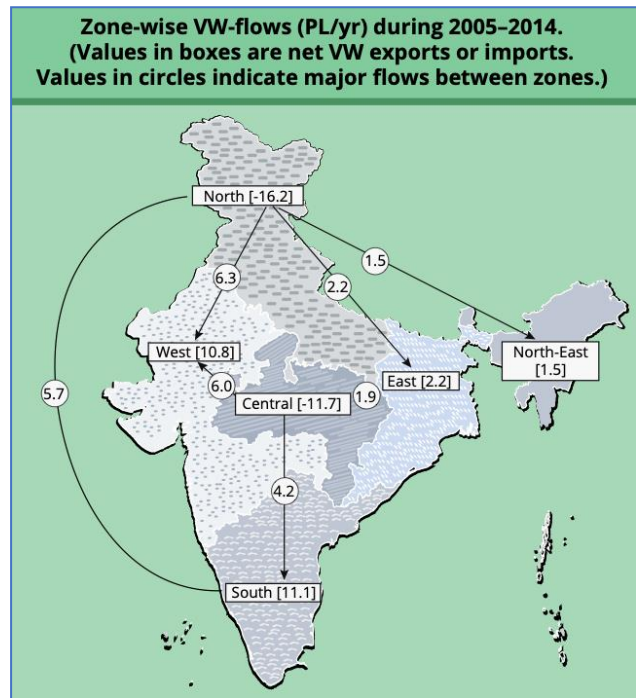 Zone-wise VW-flows (PL/yr) during 2005–2014.
(Values in boxes are net VW exports or imports.
Values in circles indicate major flows between zones.)
North [-16.2]
1.5
6.3
2.2
West [10.8]
North-East
[1.5]
East [2.2]
5.7
6.0
1.9
Central [-11.7]
4.2
South [11.1]